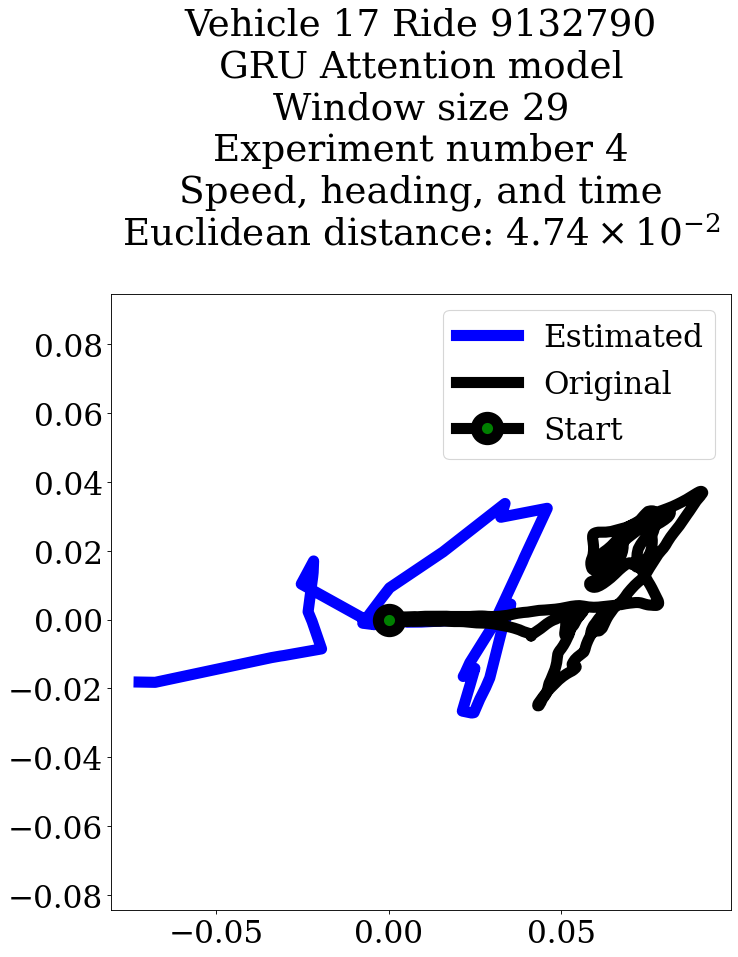 Vehicle 17 Ride 9132790
GRU Attention model
Window size 29
Experiment number 4
Speed, heading, and time
Euclidean distance: 4.74 × 10⁻²
Estimated
Original
Start
0.08
0.06
0.04
0.02
0.00
−0.02
−0.04
−0.06
−0.08
−0.05
0.00
0.05